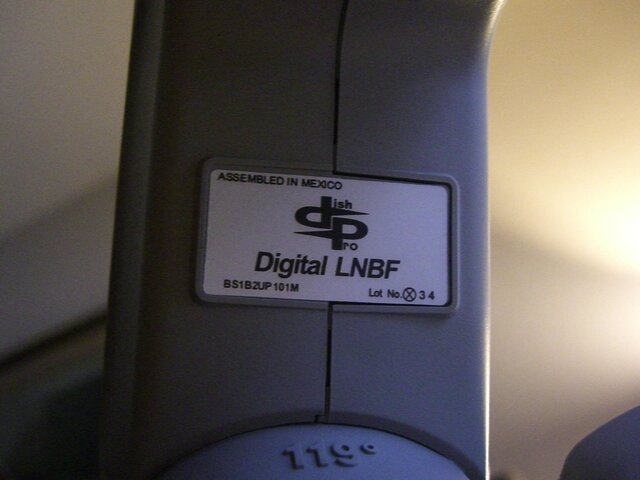 ASSEMBLED IN MEXICO
dish
Pro
Digital LNBF
BS1B2UP101M
Lot No.Ⓧ 3 4
119°